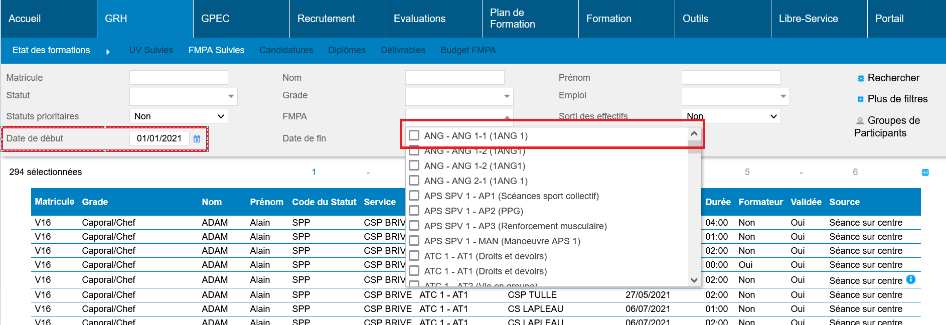 Accueil GRH GPEC Recrutement Evaluations Plan de Formation Formation Outils Libre-Service Portail
Etat des formations UV Suivies FMPA Suivies Candidatures Diplômes Délivrables Budget FMPA
Matricule Nom Prénom Rechercher
Statut Grade Emploi Plus de filtres
Statuts prioritaires Non FMPA Sorti des effectifs Non Groupes de Participants
Date de début 01/01/2021 Date de fin
ANG - ANG 1-1 (1ANG 1)
ANG - ANG 1-2 (1ANG1)
ANG - ANG 1-2 (1ANG1)
ANG - ANG 2-1 (1ANG 1)
APS SPV 1 - AP1 (Scéances sport collectif)
APS SPV 1 - AP2 (PPG)
APS SPV 1 - AP3 (Renforcement musculaire)
APS SPV 1 - MAN (Manoeuvre APS 1)
ATC 1 - AT1 (Droits et devoirs)
ATC 1 - AT1 (Droits et devoirs)
ATC 1 - AT2 (Vie en groupe)
294 sélectionnées 1 - 5 - 6
Matricule Grade Nom Prénom Code du Statut Service Durée Formateur Validée Source
V16 Caporal/Chef ADAM Alain SPP CSP BRIVE 04:00 Non Oui Séance sur centre
V16 Caporal/Chef ADAM Alain SPP CSP BRIVE 01:00 Non Oui Séance sur centre
V16 Caporal/Chef ADAM Alain SPP CSP BRIVE 02:00 Non Oui Séance sur centre
V16 Caporal/Chef ADAM Alain SPP CSP BRIVE 00:00 Oui Oui Séance sur centre
V16 Caporal/Chef ADAM Alain SPP CSP BRIVE 02:00 Non Oui Séance sur centre
V16 Caporal/Chef ADAM Alain SPP CSP BRIVE ATC 1 - AT1 CSP TULLE 27/05/2021 02:00 Non Oui Séance sur centre
V16 Caporal/Chef ADAM Alain SPP CSP BRIVE ATC 1 - AT1 CS LAPLEAU 06/07/2021 02:00 Non Oui Séance sur centre
V16 Caporal/Chef ADAM Alain SPP CSP BRIVE ATC 1 - AT1 CS LAPLEAU 06/07/2021 02:00 Non Oui Séance sur centre